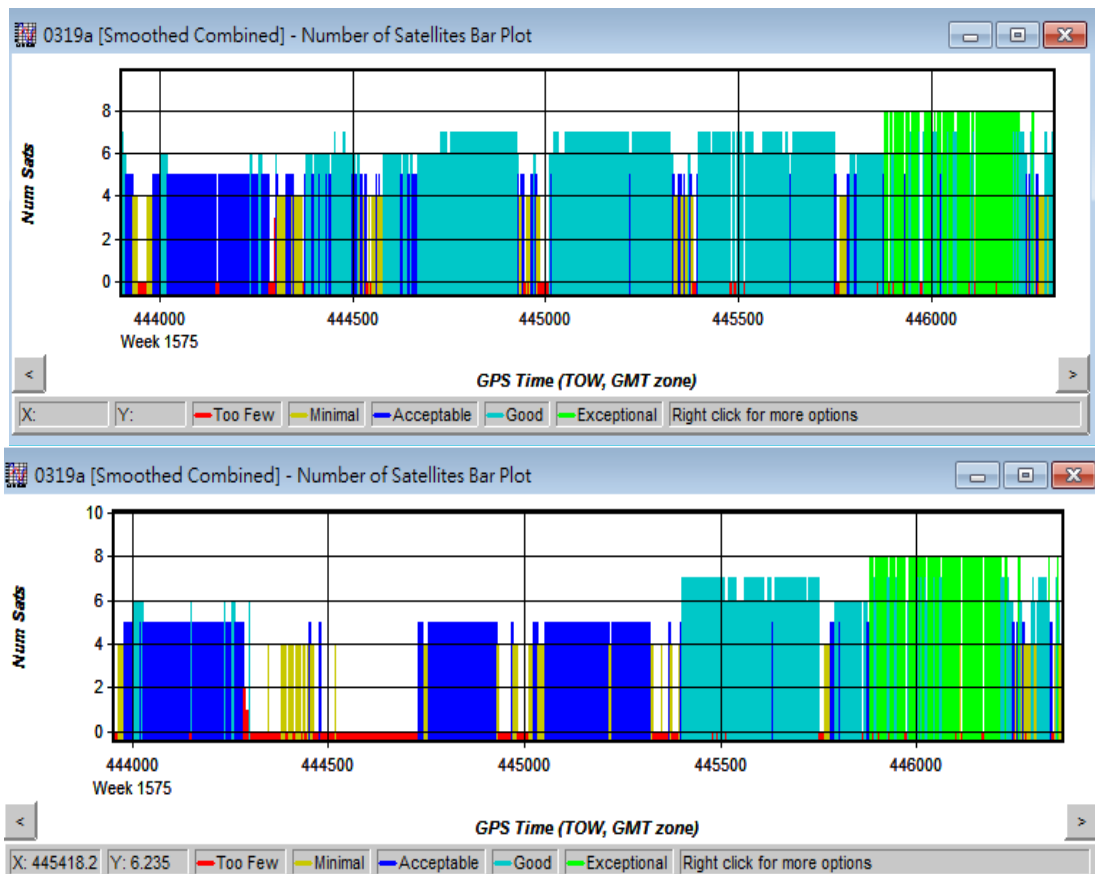 0319a [Smoothed Combined] - Number of Satellites Bar Plot
8
6
4
2
0
Num Sats
444000 444500 445000 445500 446000
Week 1575
< >
GPS Time (TOW, GMT zone)
X: Y: Too Few Minimal Acceptable Good Exceptional Right click for more options
0319a [Smoothed Combined] - Number of Satellites Bar Plot
10
8
6
4
2
0
Num Sats
444000 444500 445000 445500 446000
Week 1575
< >
GPS Time (TOW, GMT zone)
X: 445418.2 Y: 6.235 Too Few Minimal Acceptable Good Exceptional Right click for more options